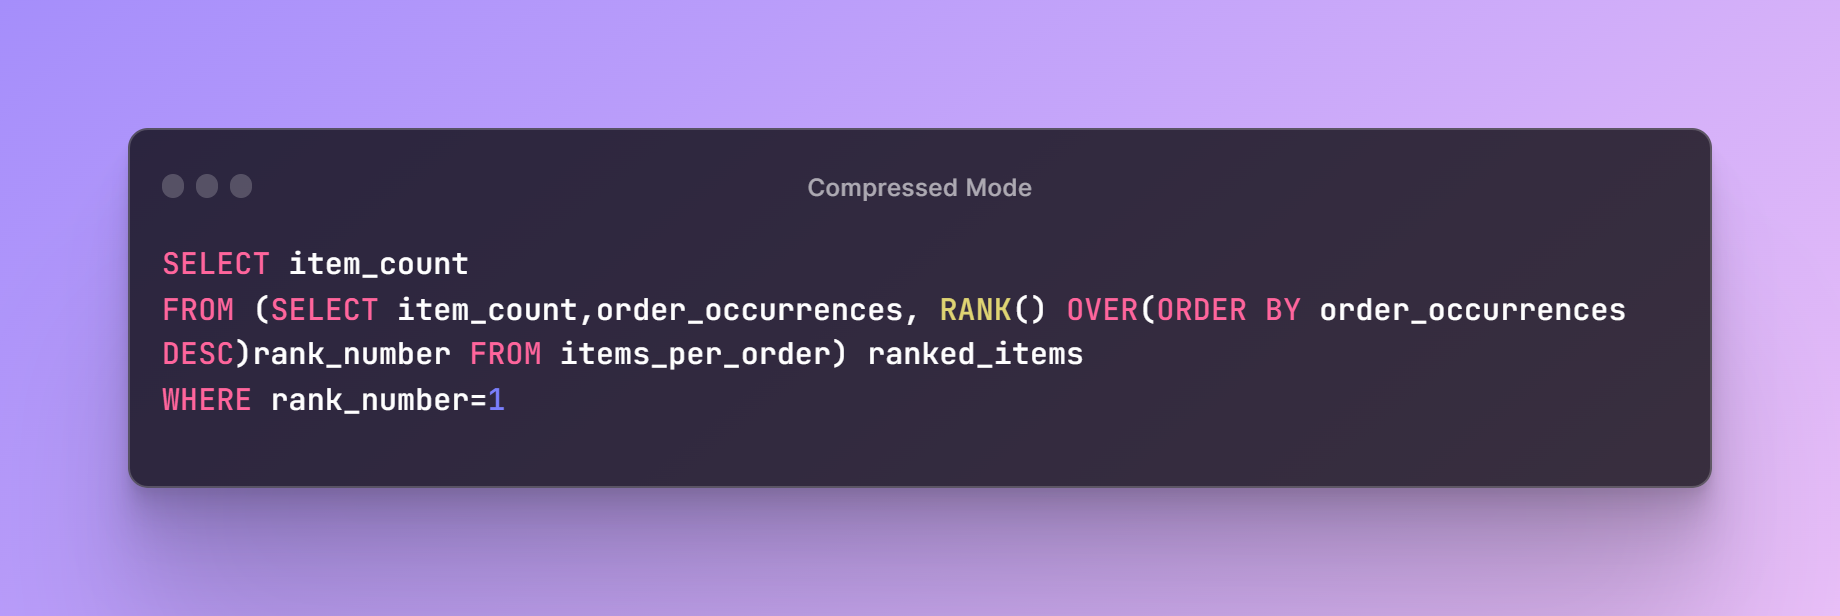 Compressed Mode
SELECT item_count
FROM (SELECT item_count,order_occurrences, RANK() OVER(ORDER BY order_occurrences
DESC)rank_number FROM items_per_order) ranked_items
WHERE rank_number=1